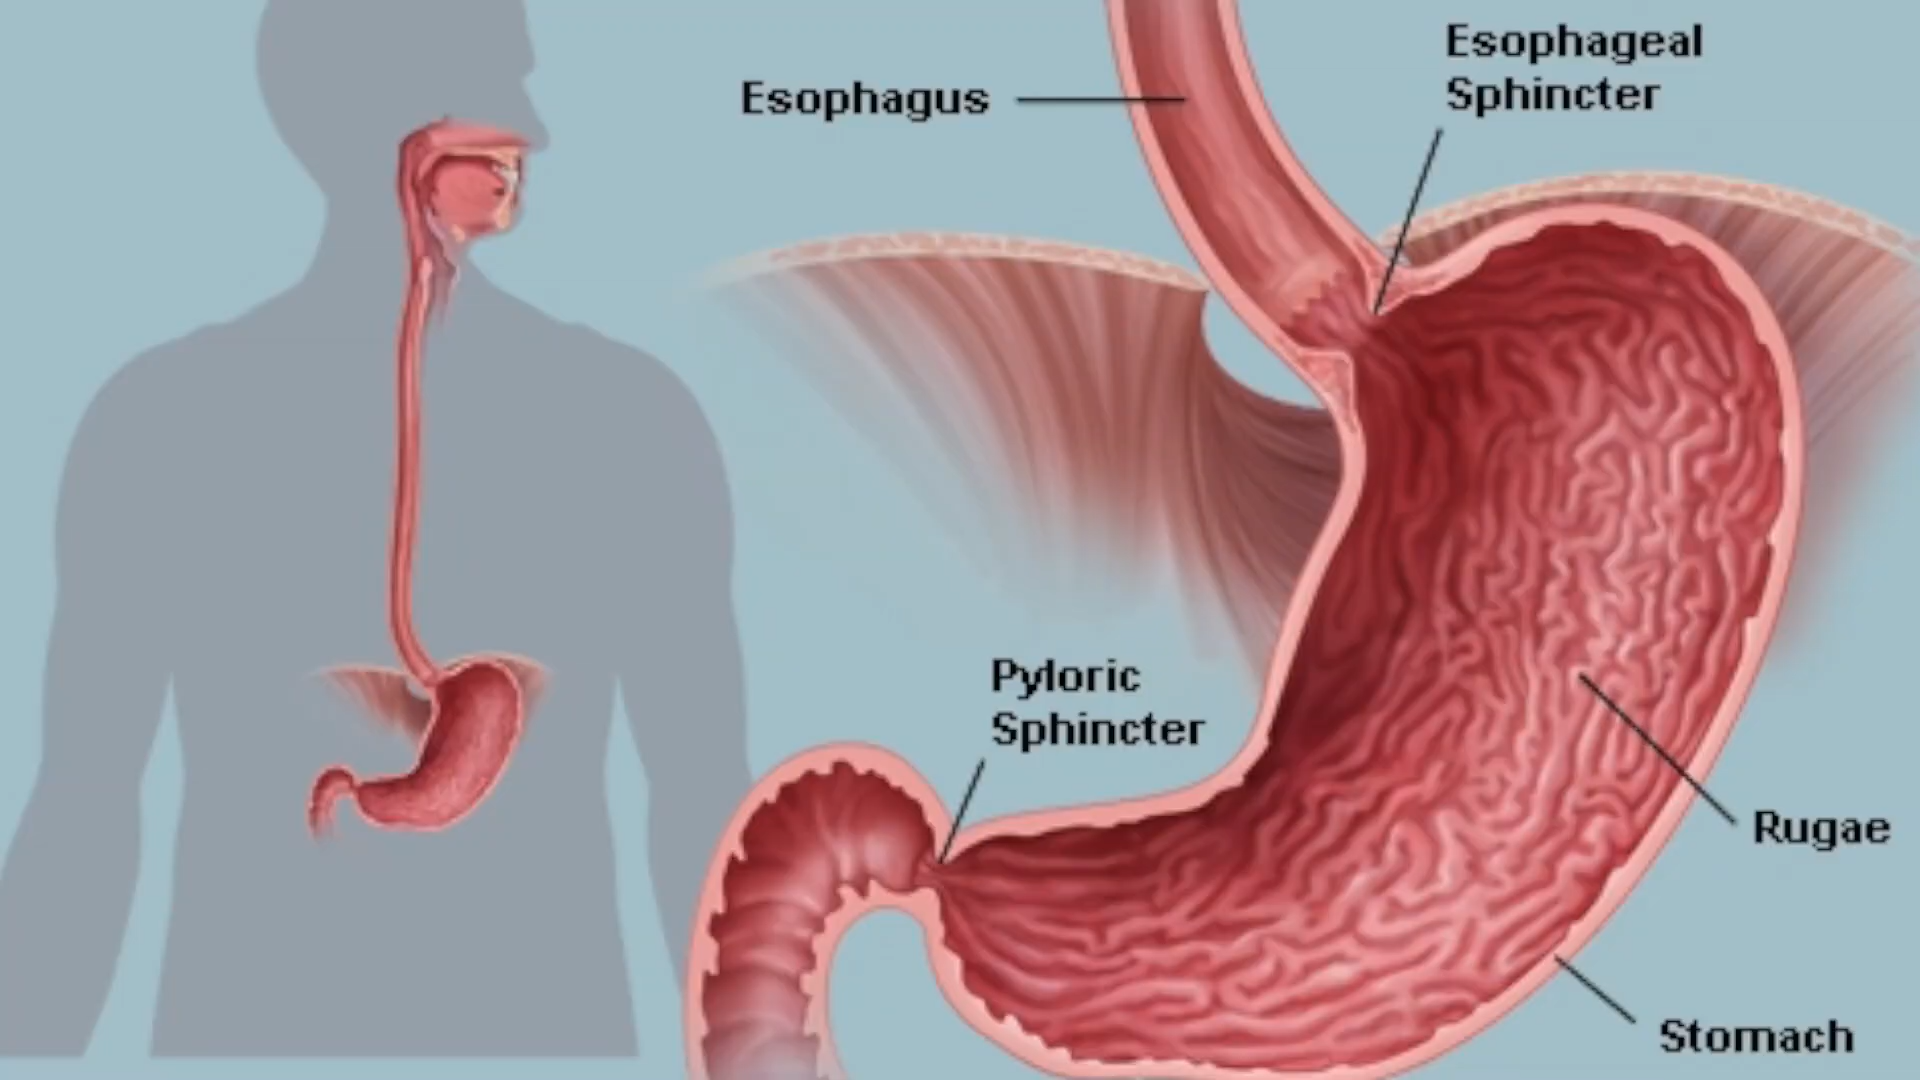 Esophagus
Esophageal
Sphincter
Pyloric
Sphincter
Rugae
Stomach